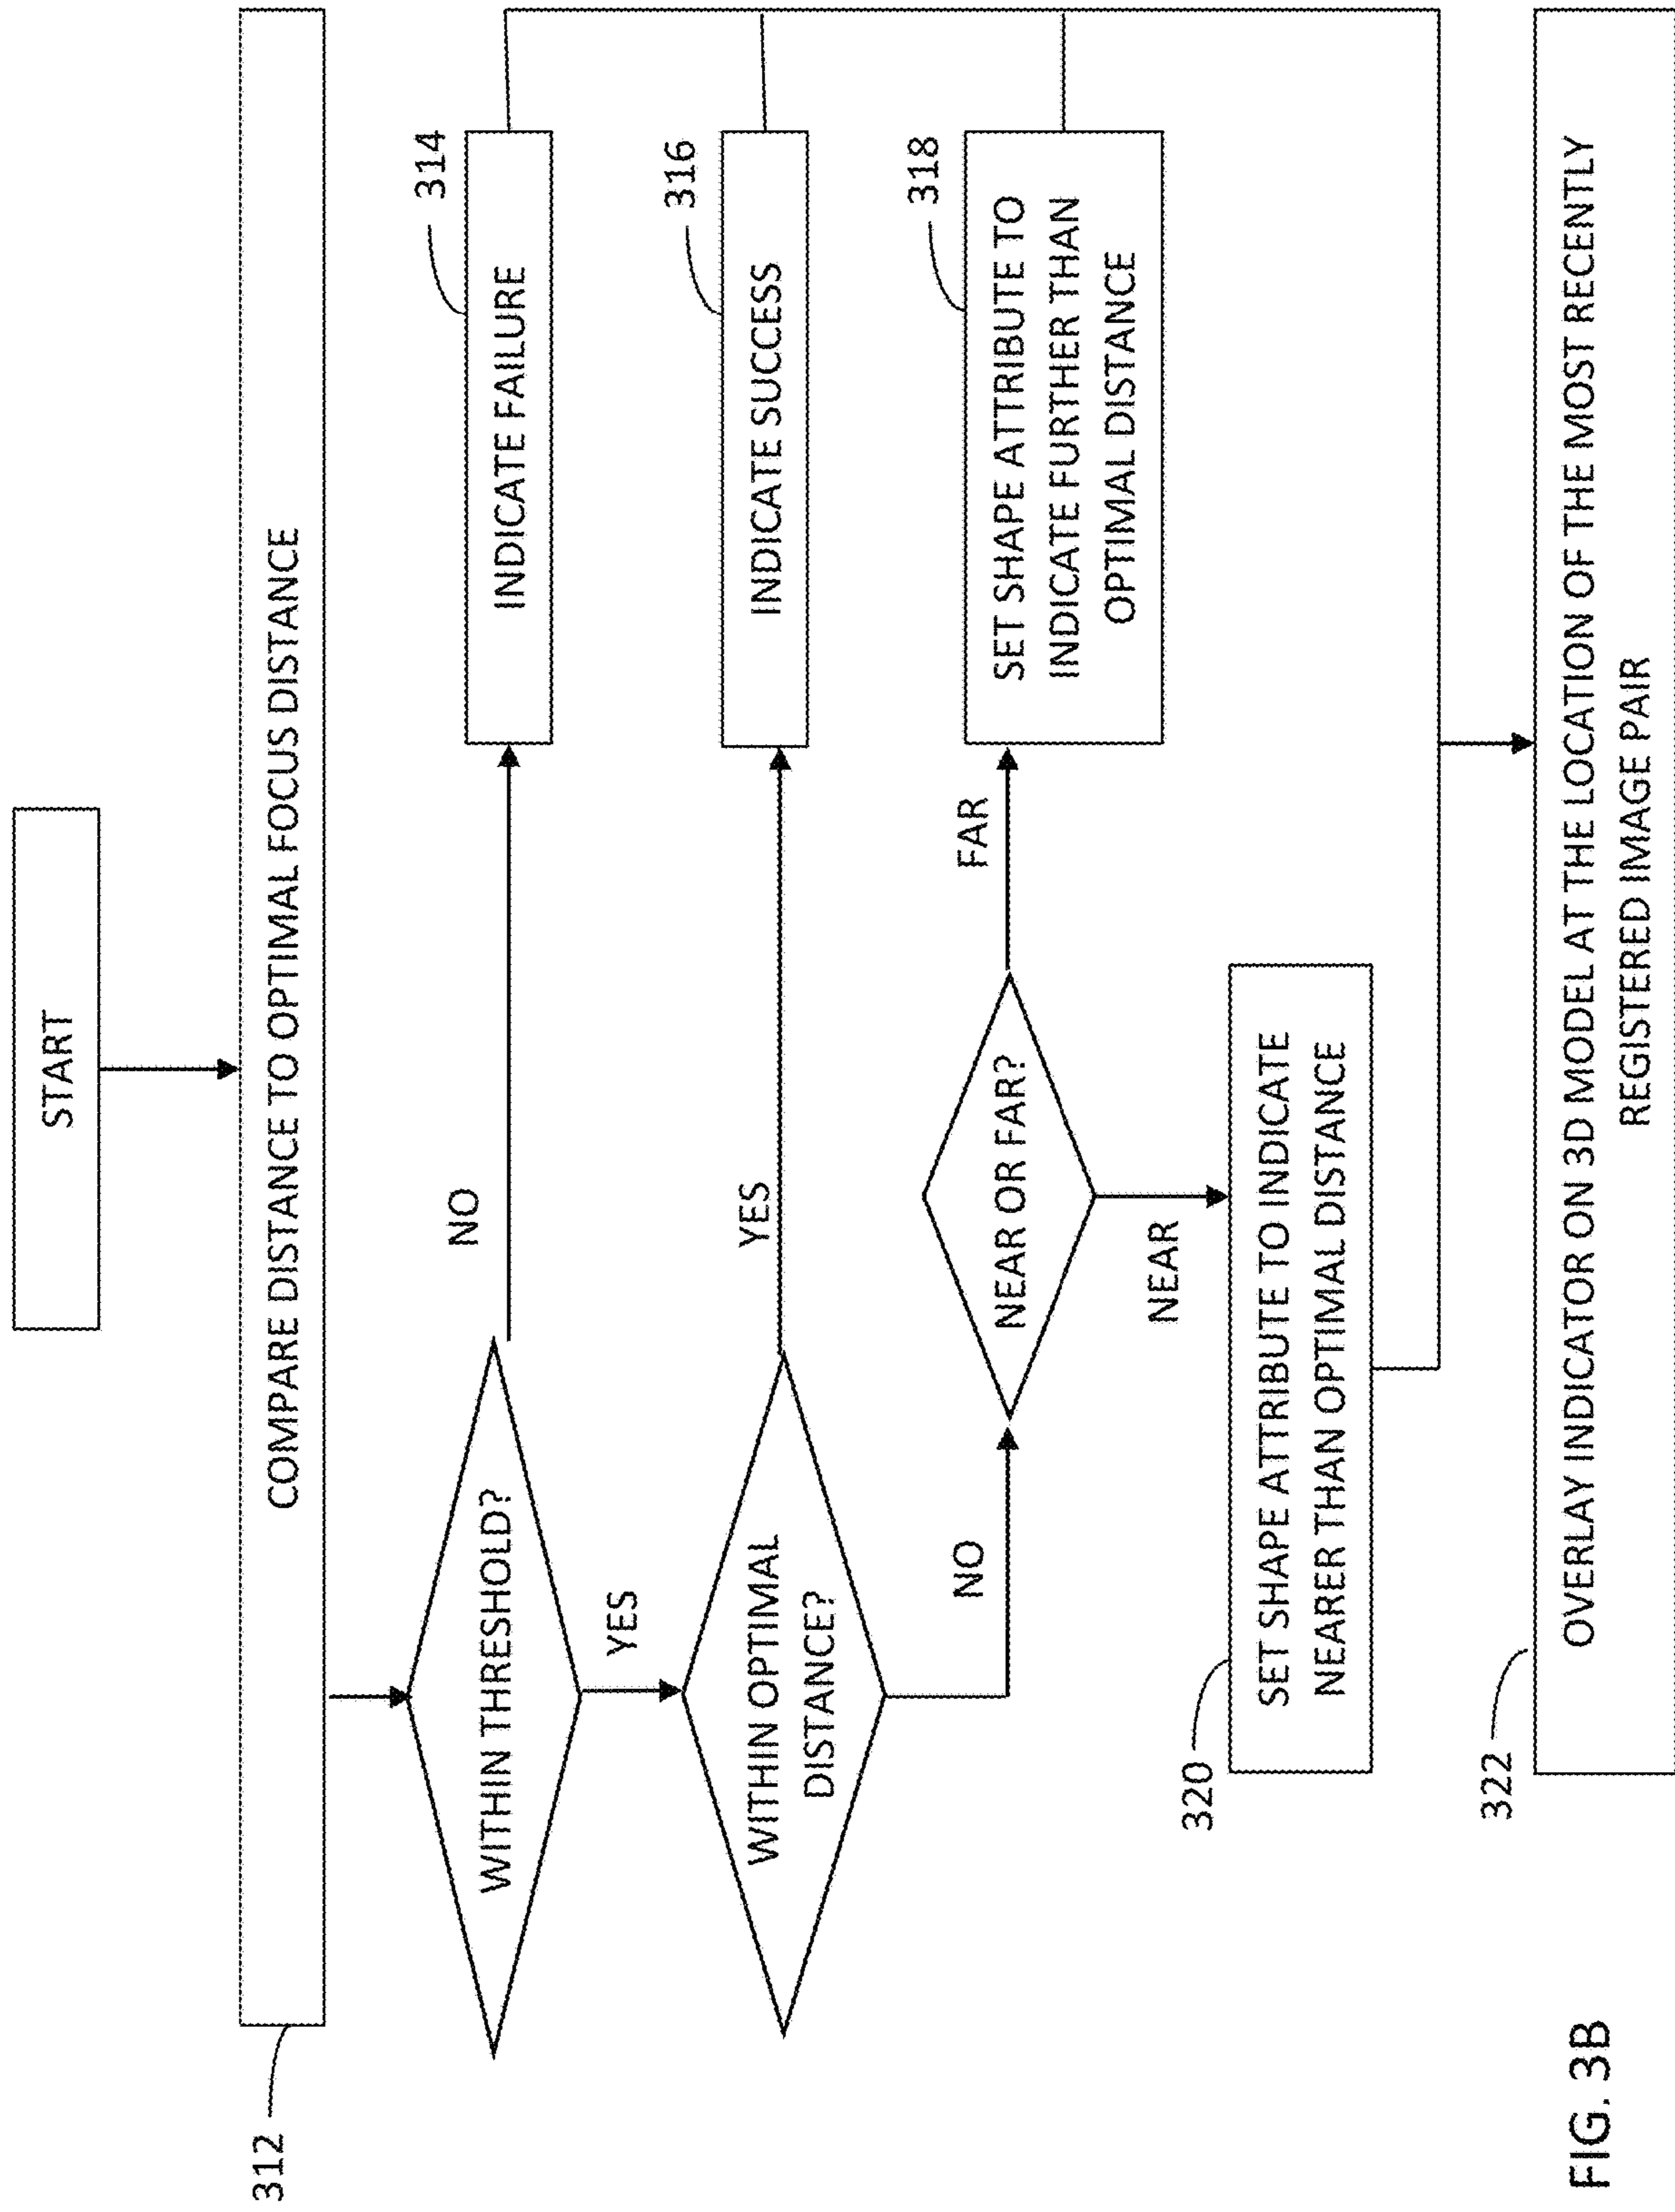 START
312
COMPARE DISTANCE TO OPTIMAL FOCUS DISTANCE
WITHIN THRESHOLD?
NO
314
INDICATE FAILURE
YES
WITHIN OPTIMAL
DISTANCE?
YES
316
INDICATE SUCCESS
NO
NEAR OR FAR?
FAR
318
SET SHAPE ATTRIBUTE TO
INDICATE FURTHER THAN
OPTIMAL DISTANCE
NEAR
320
SET SHAPE ATTRIBUTE TO INDICATE
NEARER THAN OPTIMAL DISTANCE
322
OVERLAY INDICATOR ON 3D MODEL AT THE LOCATION OF THE MOST RECENTLY
REGISTERED IMAGE PAIR
FIG. 3B